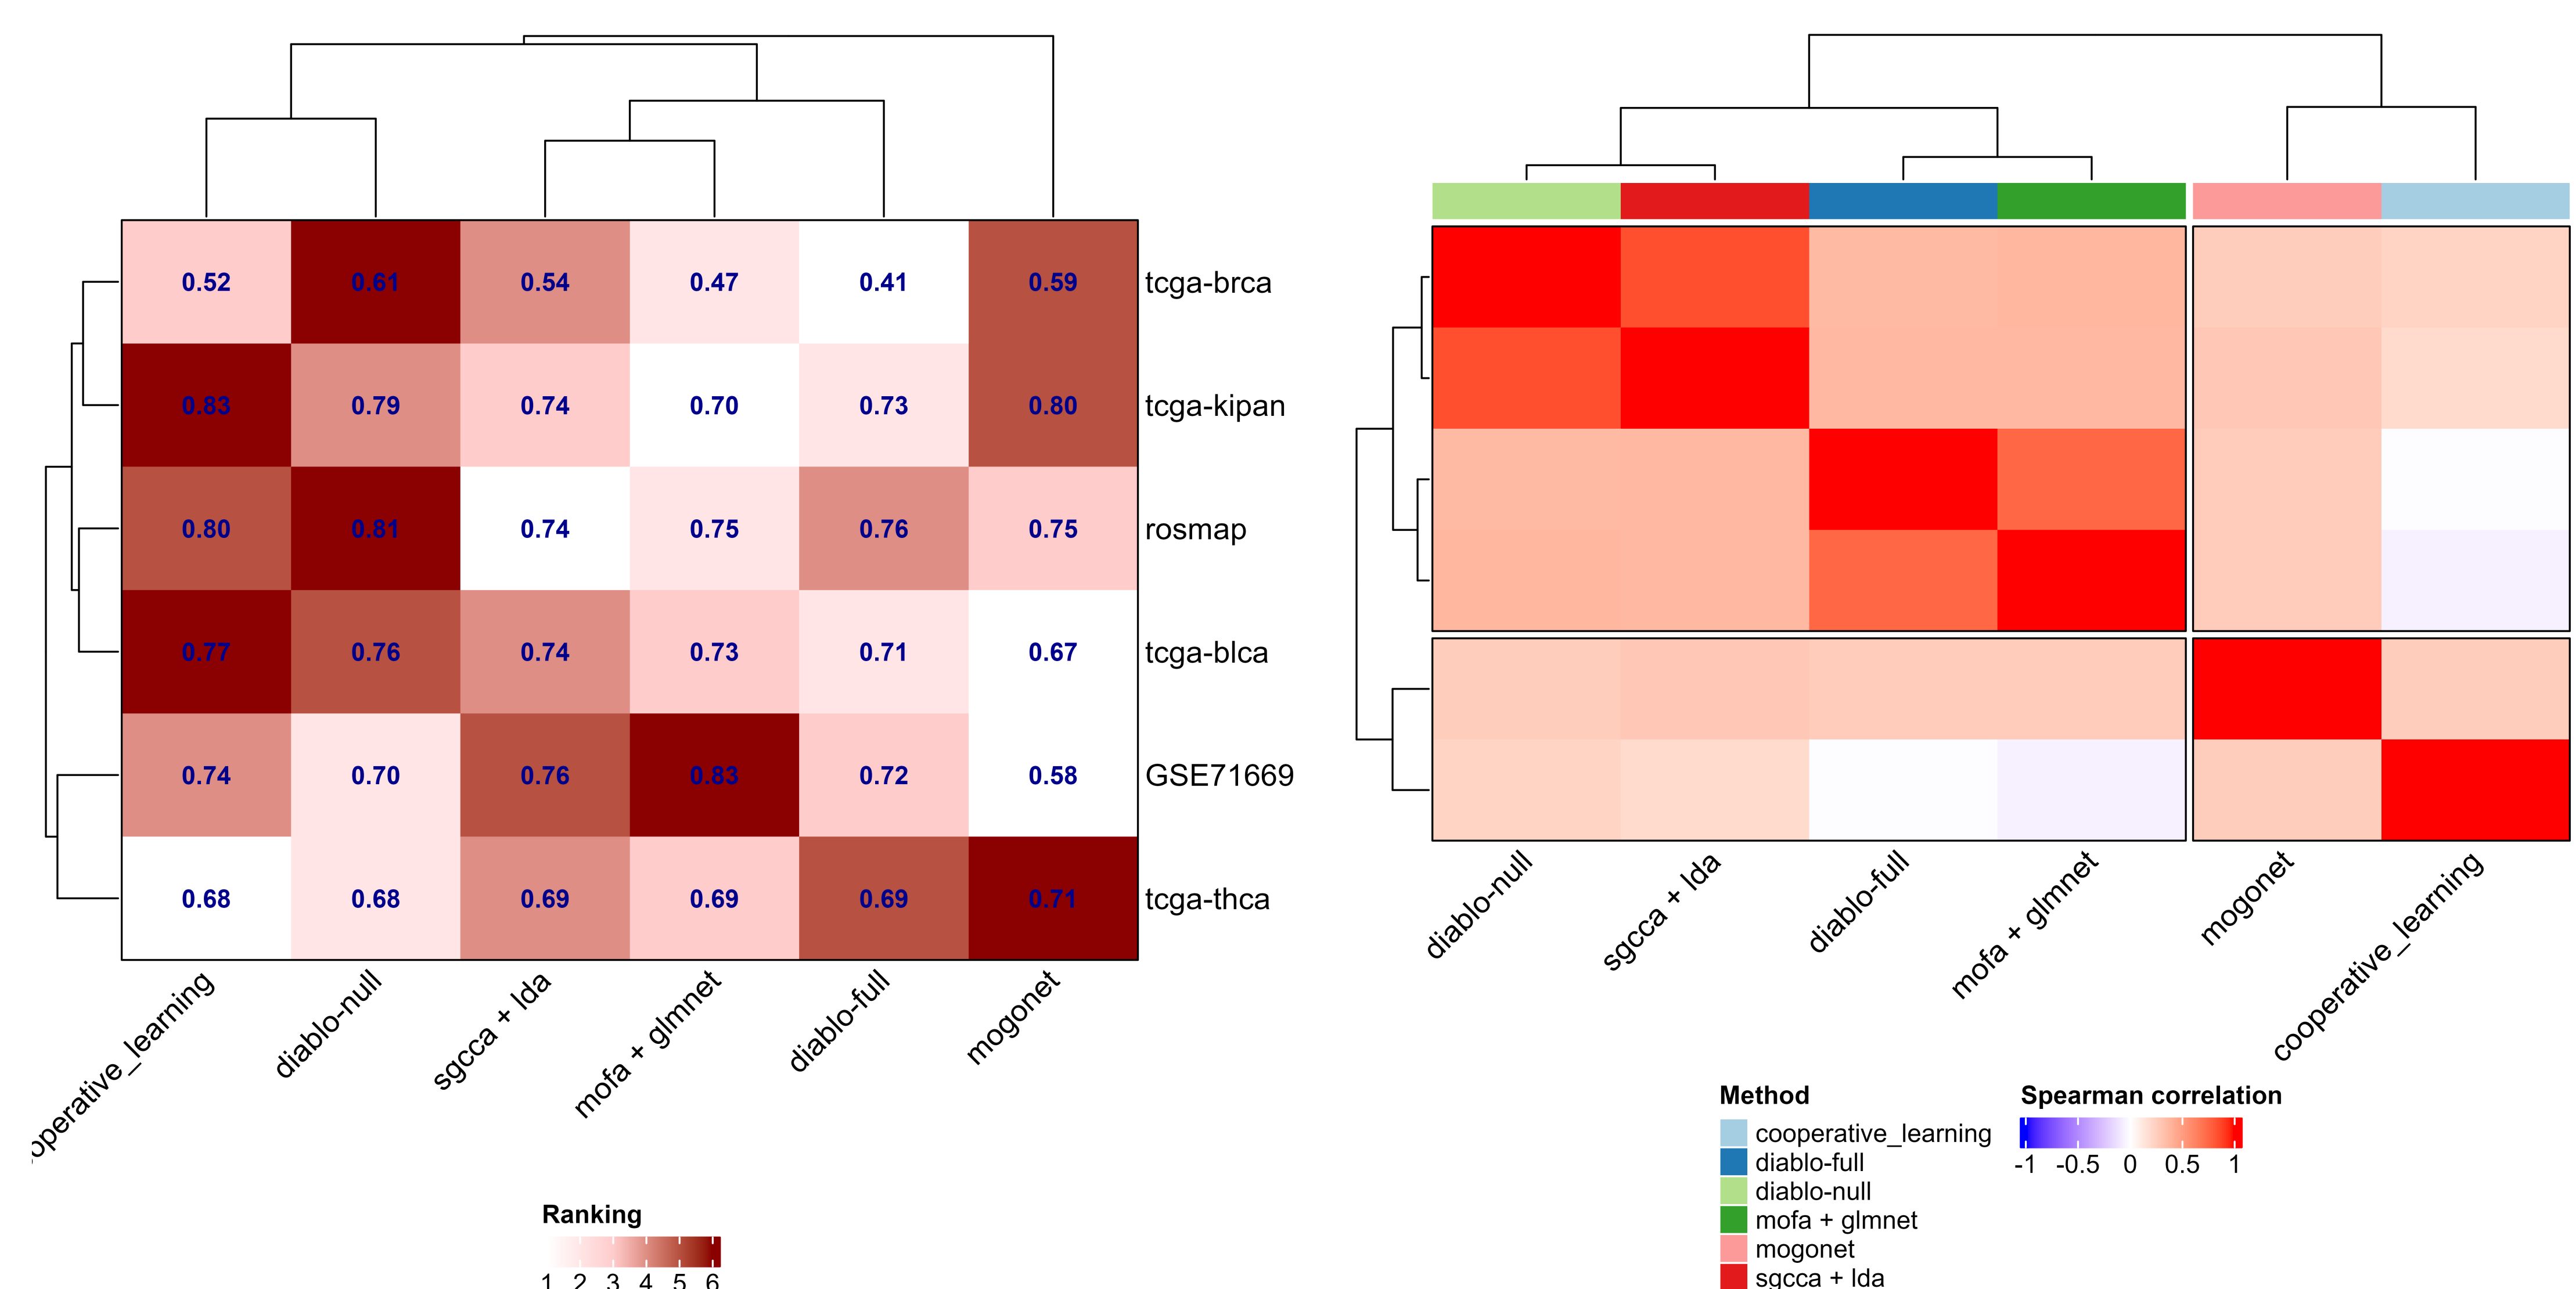 0.52 0.61 0.54 0.47 0.41 0.59 tcga-brca
0.83 0.79 0.74 0.70 0.73 0.80 tcga-kipan
0.80 0.81 0.74 0.75 0.76 0.75 rosmap
0.77 0.76 0.74 0.73 0.71 0.67 tcga-blca
0.74 0.70 0.76 0.83 0.72 0.58 GSE71669
0.68 0.68 0.69 0.69 0.69 0.71 tcga-thca
operative_learning
diablo-null
sgcca + lda
mofa + glmnet
diablo-full
mogonet
Ranking
1 2 3 4 5 6
diablo-null
sgcca + lda
diablo-full
mofa + glmnet
mogonet
cooperative_learning
Method
cooperative_learning
diablo-full
diablo-null
mofa + glmnet
mogonet
sgcca + lda
Spearman correlation
-1 -0.5 0 0.5 1